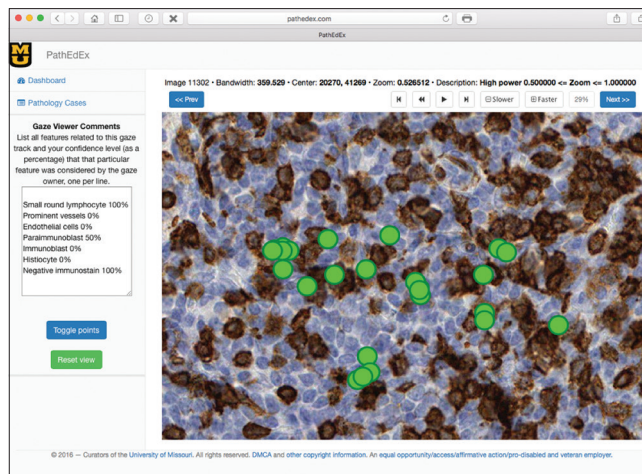 pathedex.com
PathEdEx
MU
PathEdEx
Dashboard
Pathology Cases
Gaze Viewer Comments
List all features related to this gaze
track and your confidence level (as a
percentage) that that particular
feature was considered by the gaze
owner, one per line.
Small round lymphocyte 100%
Prominent vessels 0%
Endothelial cells 0%
Paraimmunoblast 50%
Immunoblast 0%
Histiocyte 0%
Negative immunostain 100%
Toggle points
Reset view
Image 11302 • Bandwidth: 359.529 • Center: 20270, 41269 • Zoom: 0.526512 • Description: High power 0.500000 <= Zoom <= 1.000000
<< Prev
Slower
Faster
29%
Next >>
© 2016 — Curators of the University of Missouri. All rights reserved. DMCA and other copyright information. An equal opportunity/access/affirmative action/pro-disabled and veteran employer.